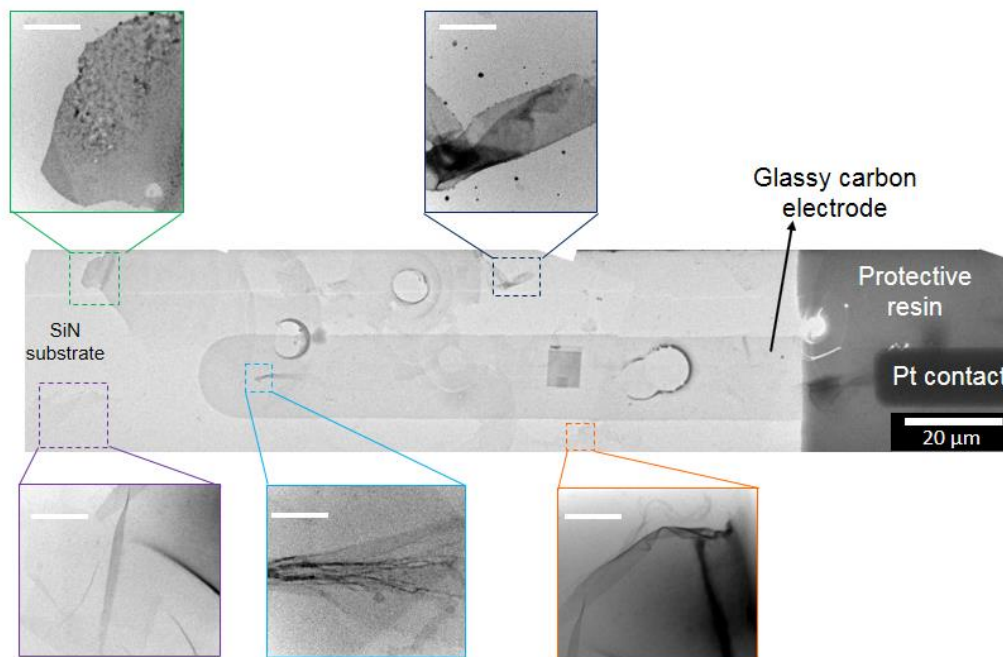 Glassy carbon
electrode
Protective
resin
SiN
substrate
Pt contact
20 µm